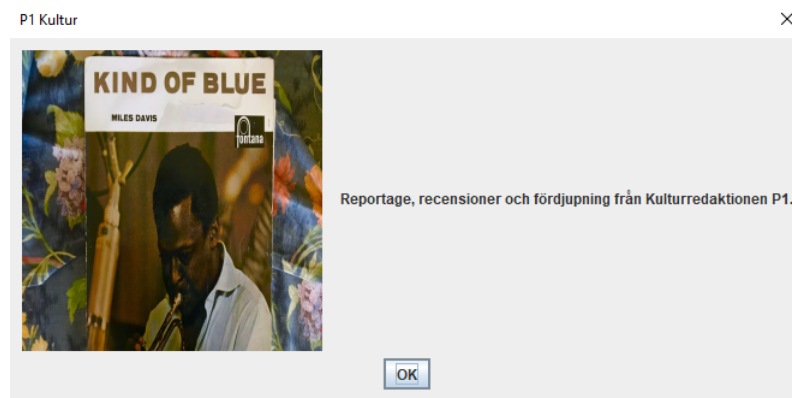 P1 Kultur
KIND OF BLUE
MILES DAVIS
fontana
Reportage, recensioner och fördjupning från Kulturredaktionen P1.
OK